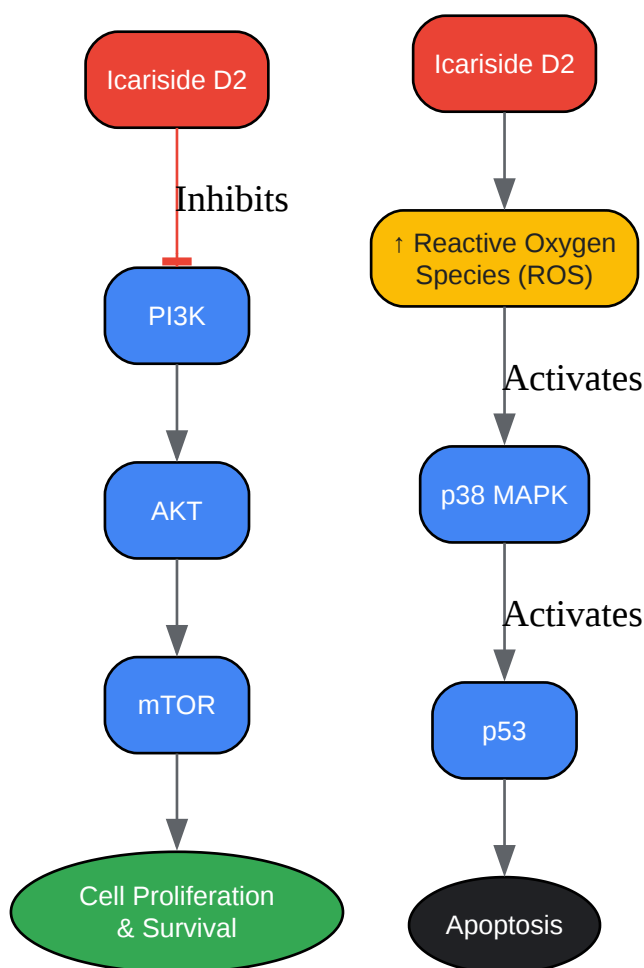 Icariside D2
Inhibits
PI3K
AKT
mTOR
Cell Proliferation
& Survival
Icariside D2
↑ Reactive Oxygen
Species (ROS)
Activates
p38 MAPK
Activates
p53
Apoptosis